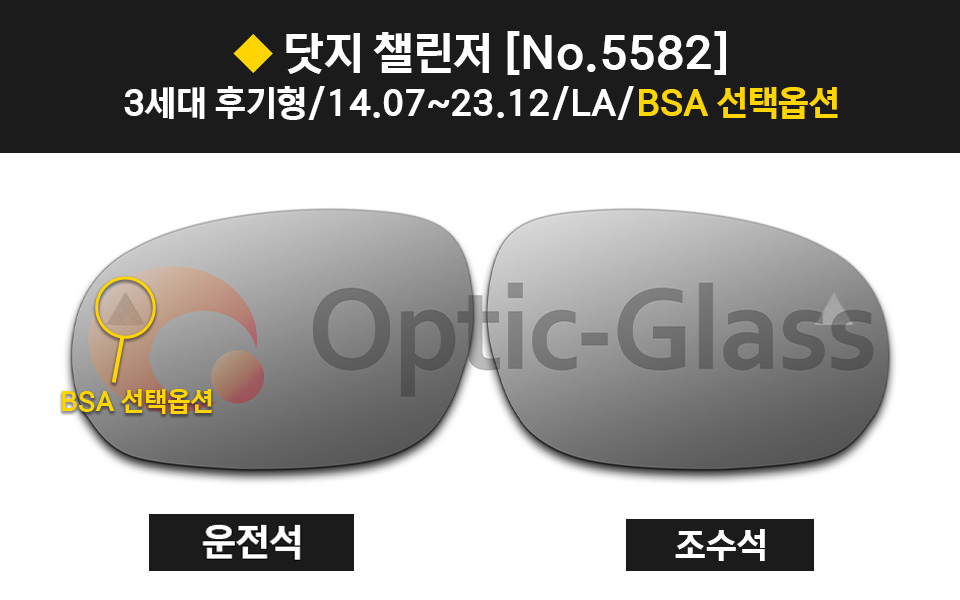 ◆ 닷지 챌린저 [No.5582]
3세대 후기형/14.07~23.12/LA/BSA 선택옵션
Optic-Glass
BSA 선택옵션
운전석
조수석